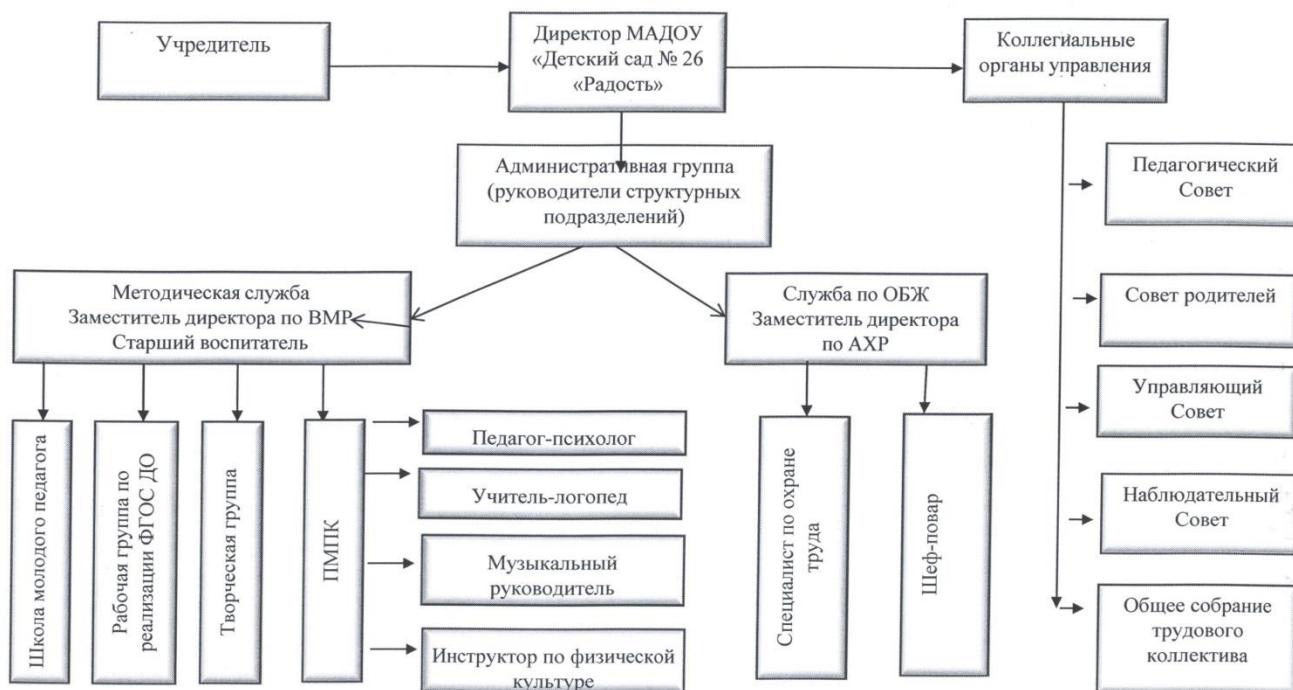 Учредитель
Директор МАДОУ
«Детский сад № 26
«Радость»
Коллегиальные
органы управления
Административная группа
(руководители структурных
подразделений)
Педагогический
Совет
Методическая служба
Заместитель директора по ВМР
Старший воспитатель
Служба по ОБЖ
Заместитель директора
по АХР
Совет родителей
Управляющий
Совет
Наблюдательный
Совет
Общее собрание
трудового
коллектива
Школа молодого педагога
Рабочая группа по
реализации ФГОС ДО
Творческая группа
ПМПК
Педагог-психолог
Учитель-логопед
Музыкальный
руководитель
Инструктор по физической
культуре
Специалист по охране
труда
Шеф-повар